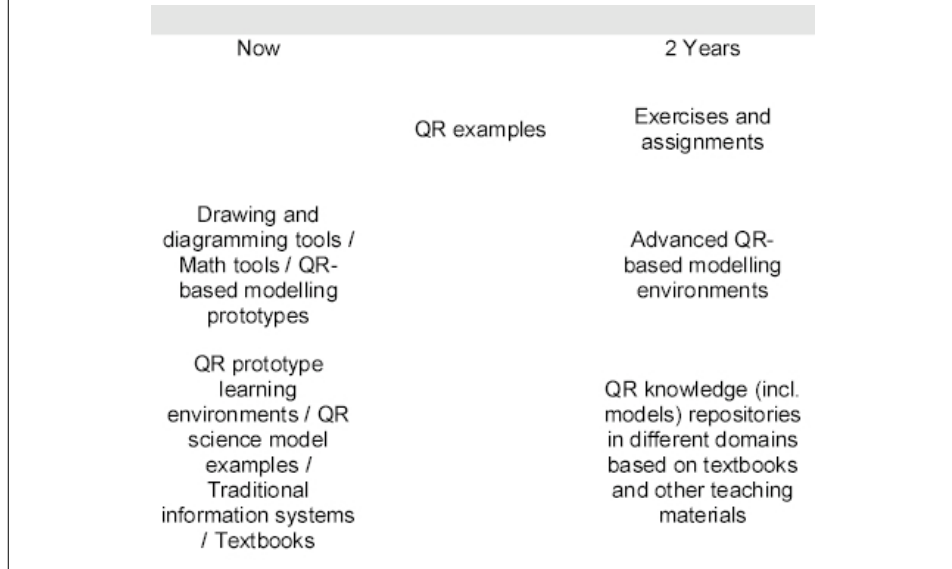 Now
2 Years
QR examples
Exercises and
assignments
Drawing and
diagramming tools /
Math tools / QR-
based modelling
prototypes
Advanced QR-
based modelling
environments
QR prototype
learning
environments / QR
science model
examples /
Traditional
information systems
/ Textbooks
QR knowledge (incl.
models) repositories
in different domains
based on textbooks
and other teaching
materials